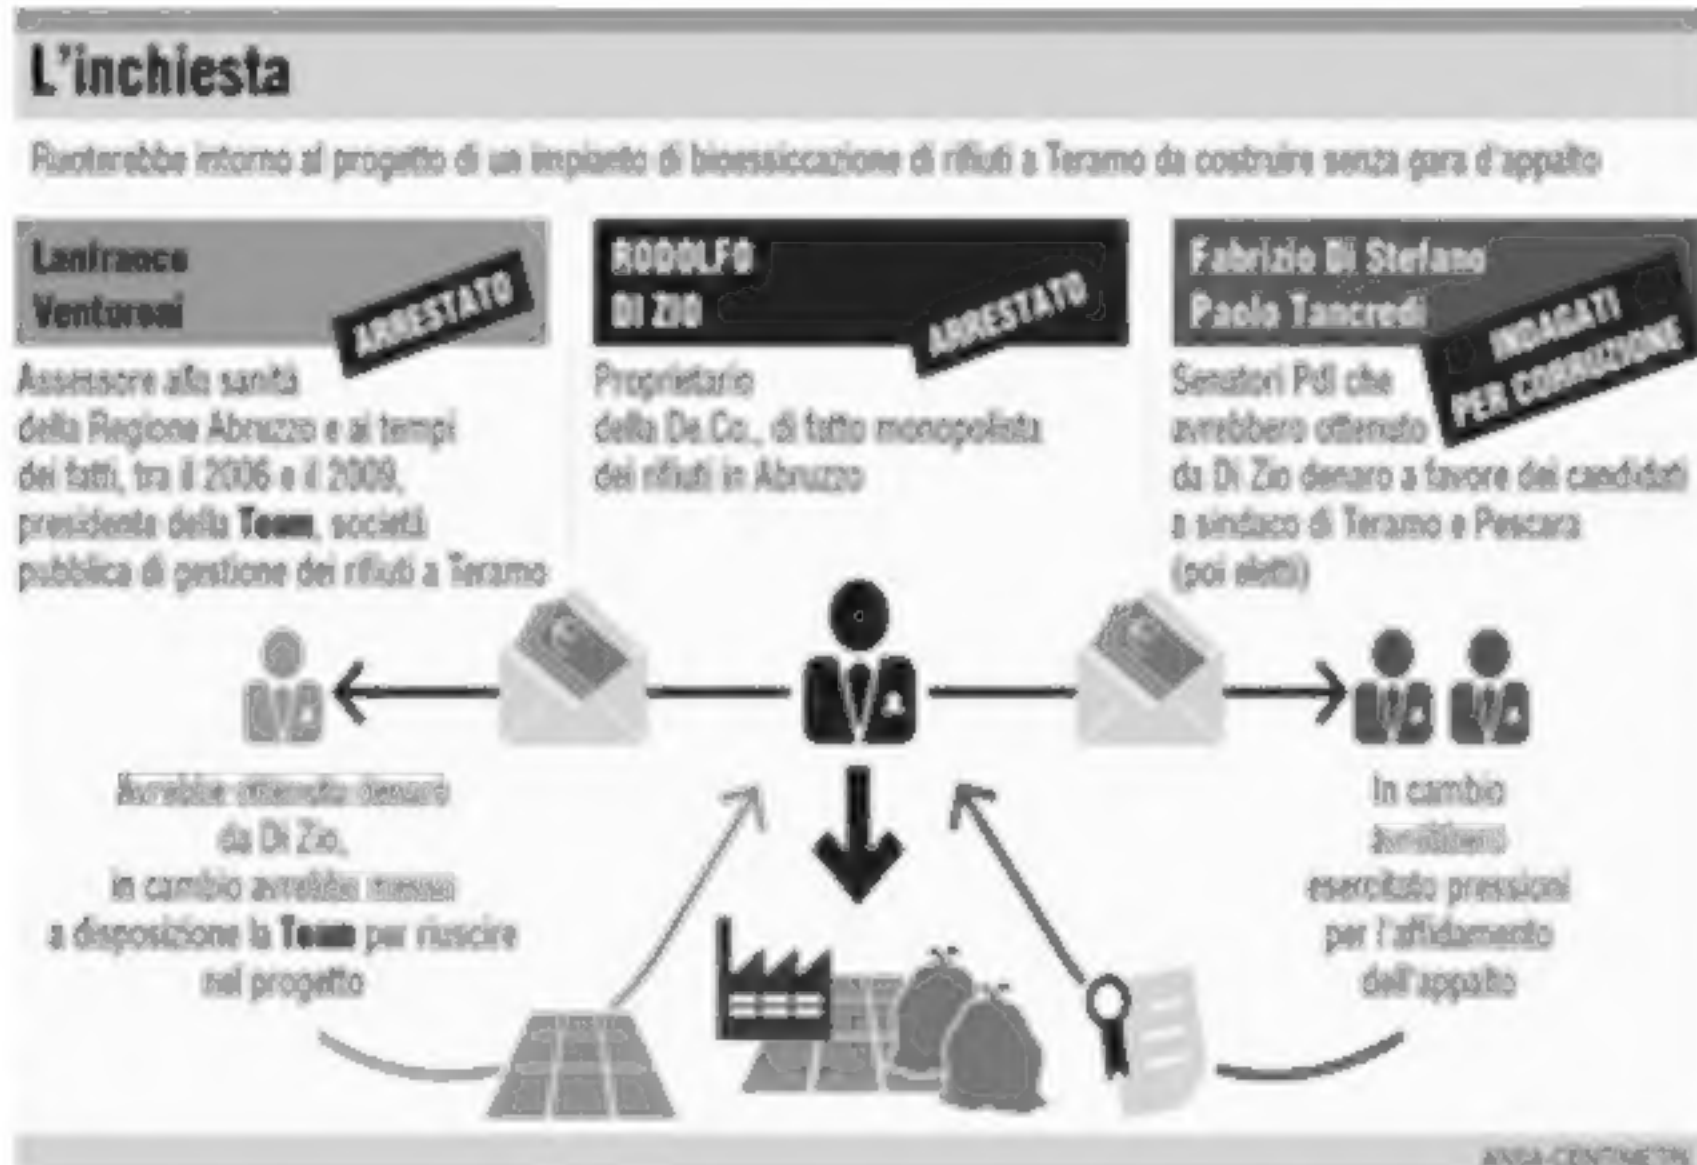 L'inchiesta
Ruoterebbe intorno al progetto di un impianto di bioessiccazione di rifiuti a Teramo da costruire senza gara d'appalto
Lanfranco
Venturoni
ARRESTATO
Assessore alla sanità
della Regione Abruzzo e ai tempi
dei fatti, tra il 2006 e il 2009,
presidente della Team, società
pubblica di gestione dei rifiuti a Teramo
RODOLFO
DI ZIO
ARRESTATO
Proprietario
della De.Co., di fatto monopolista
dei rifiuti in Abruzzo
Fabrizio Di Stefano
Paolo Tancredi
INDAGATI
PER CORRUZIONE
Senatori Pdl che
avrebbero ottenuto
da Di Zio denaro a favore dei candidati
a sindaco di Teramo e Pescara
(poi eletti)
Avrebbe ottenuto denaro
da Di Zio,
in cambio avrebbe messo
a disposizione la Team per riuscire
nel progetto
In cambio
avrebbero
esercitato pressioni
per l'affidamento
dell'appalto
ANSA-CENTIMETRI